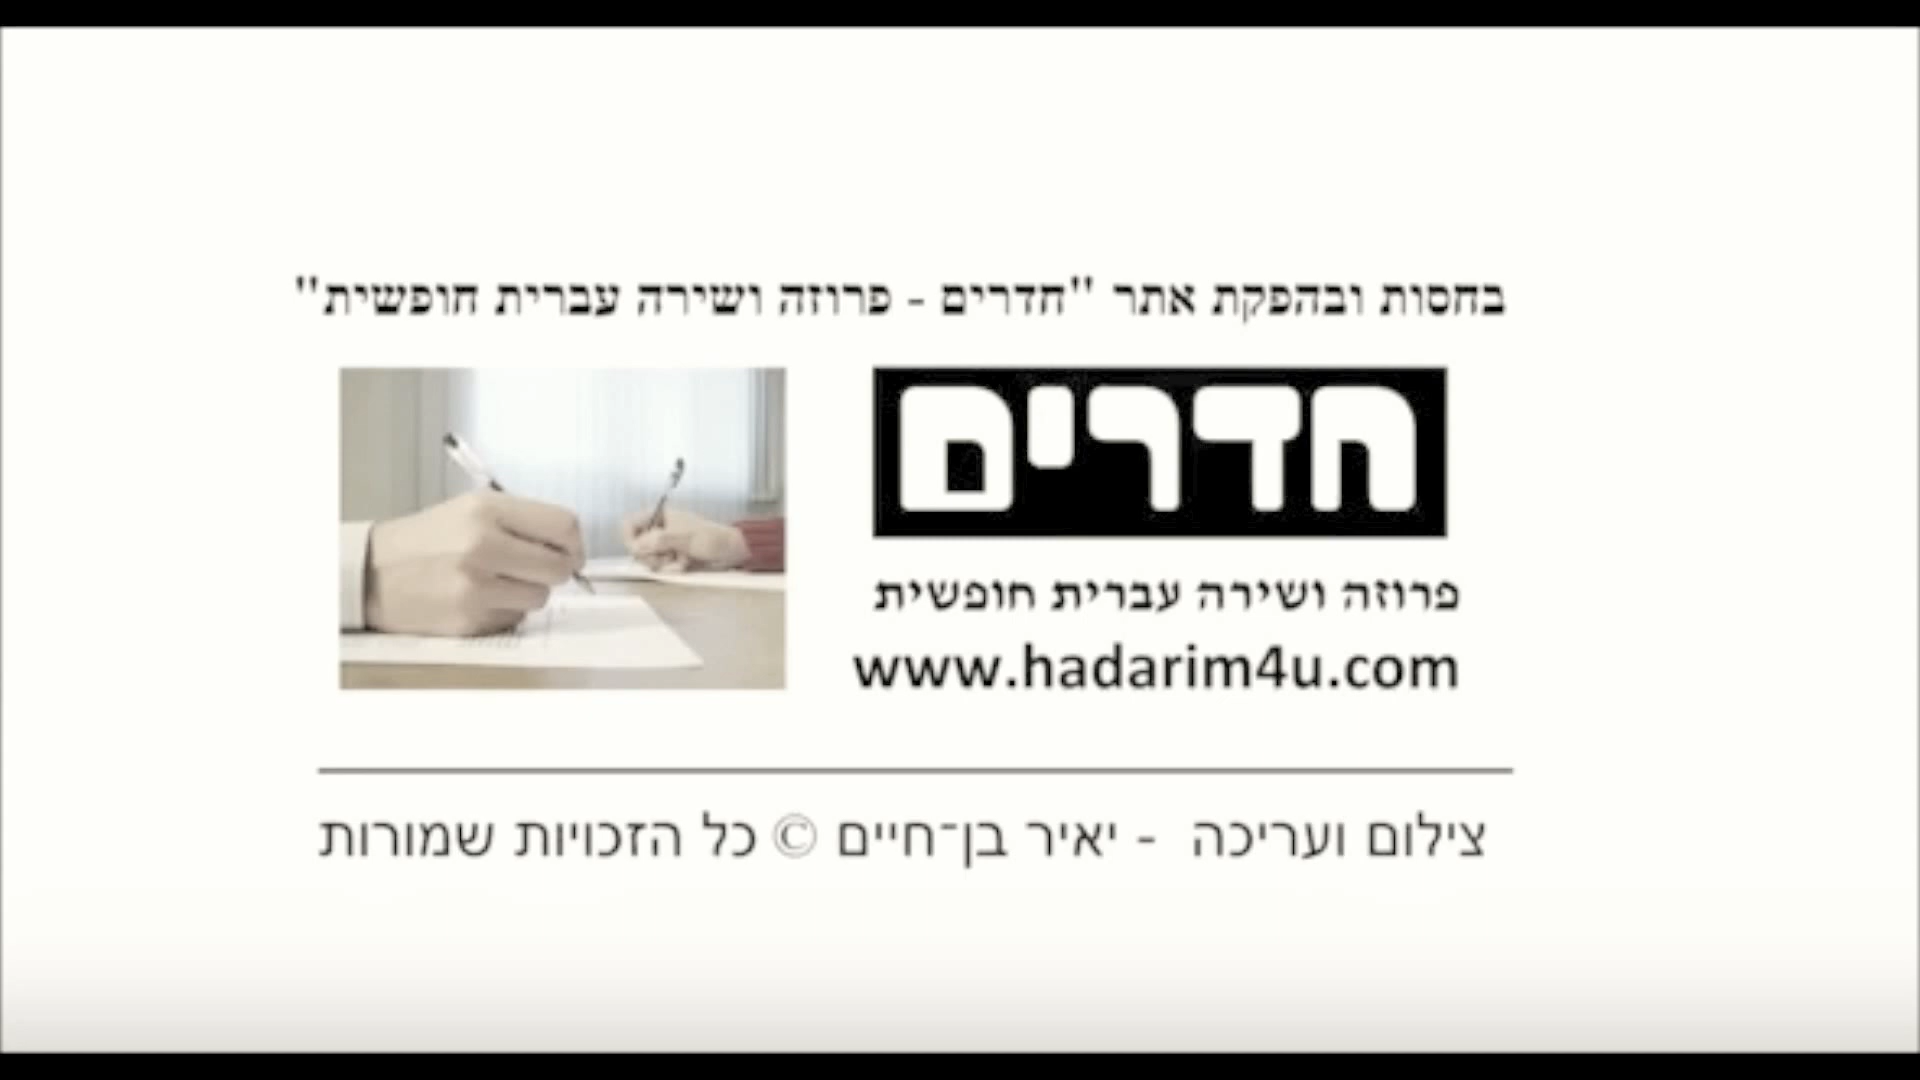 בחסות ובהפקת אתר "חדרים - פרוזה ושירה עברית חופשית"
חדרים
פרוזה ושירה עברית חופשית
www.hadarim4u.com
צילום ועריכה - יאיר בן־חיים © כל הזכויות שמורות